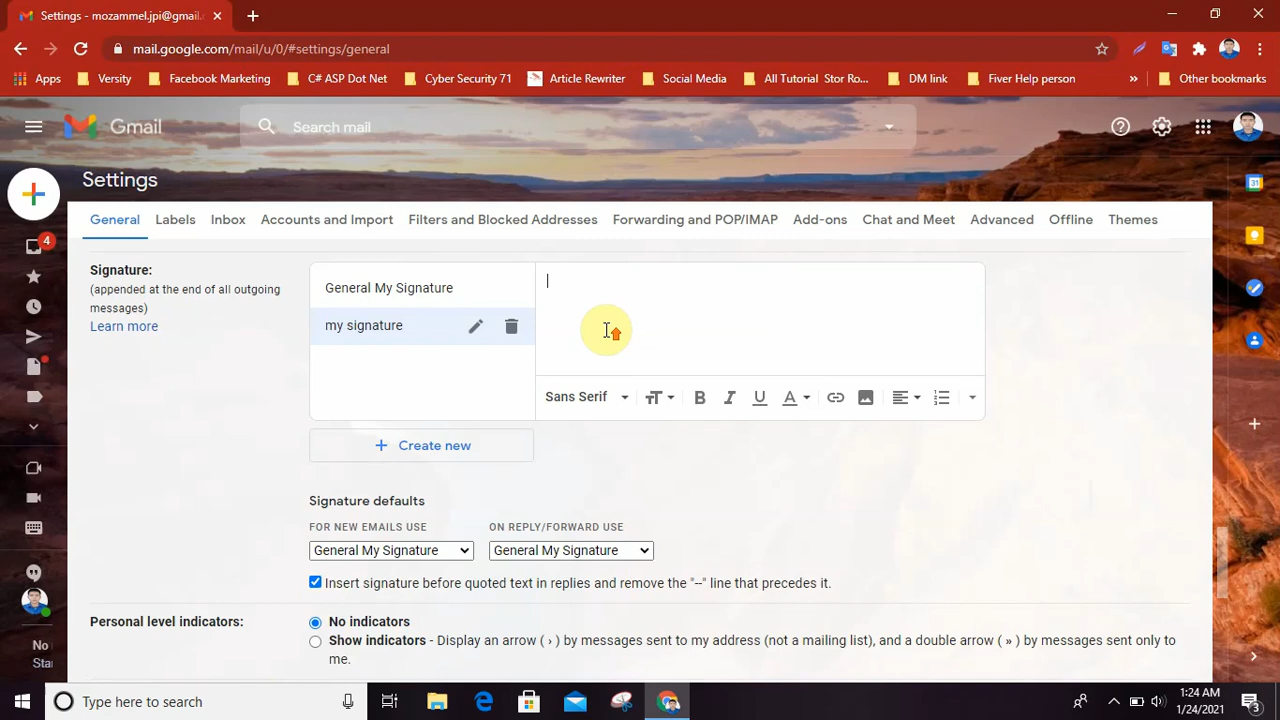 Settings - mozammel.jpi@gmail.
mail.google.com/mail/u/0/#settings/general
Apps
Versity
Facebook Marketing
C# ASP Dot Net
Cyber Security 71
Article Rewriter
Social Media
All Tutorial Stor Ro...
DM link
Fiver Help person
»
Other bookmarks
Gmail
Search mail
Settings
4
General
Labels
Inbox
Accounts and Import
Filters and Blocked Addresses
Forwarding and POP/IMAP
Add-ons
Chat and Meet
Advanced
Offline
Themes
31
Signature:
(appended at the end of all outgoing
messages)
Learn more
General My Signature
my signature
Sans Serif
+ Create new
Signature defaults
FOR NEW EMAILS USE
ON REPLY/FORWARD USE
General My Signature
General My Signature
Insert signature before quoted text in replies and remove the "--" line that precedes it.
Personal level indicators:
No indicators
Show indicators - Display an arrow ( › ) by messages sent to my address (not a mailing list), and a double arrow ( » ) by messages sent only to
me.
No
Star
Type here to search
1:24 AM
1/24/2021
3